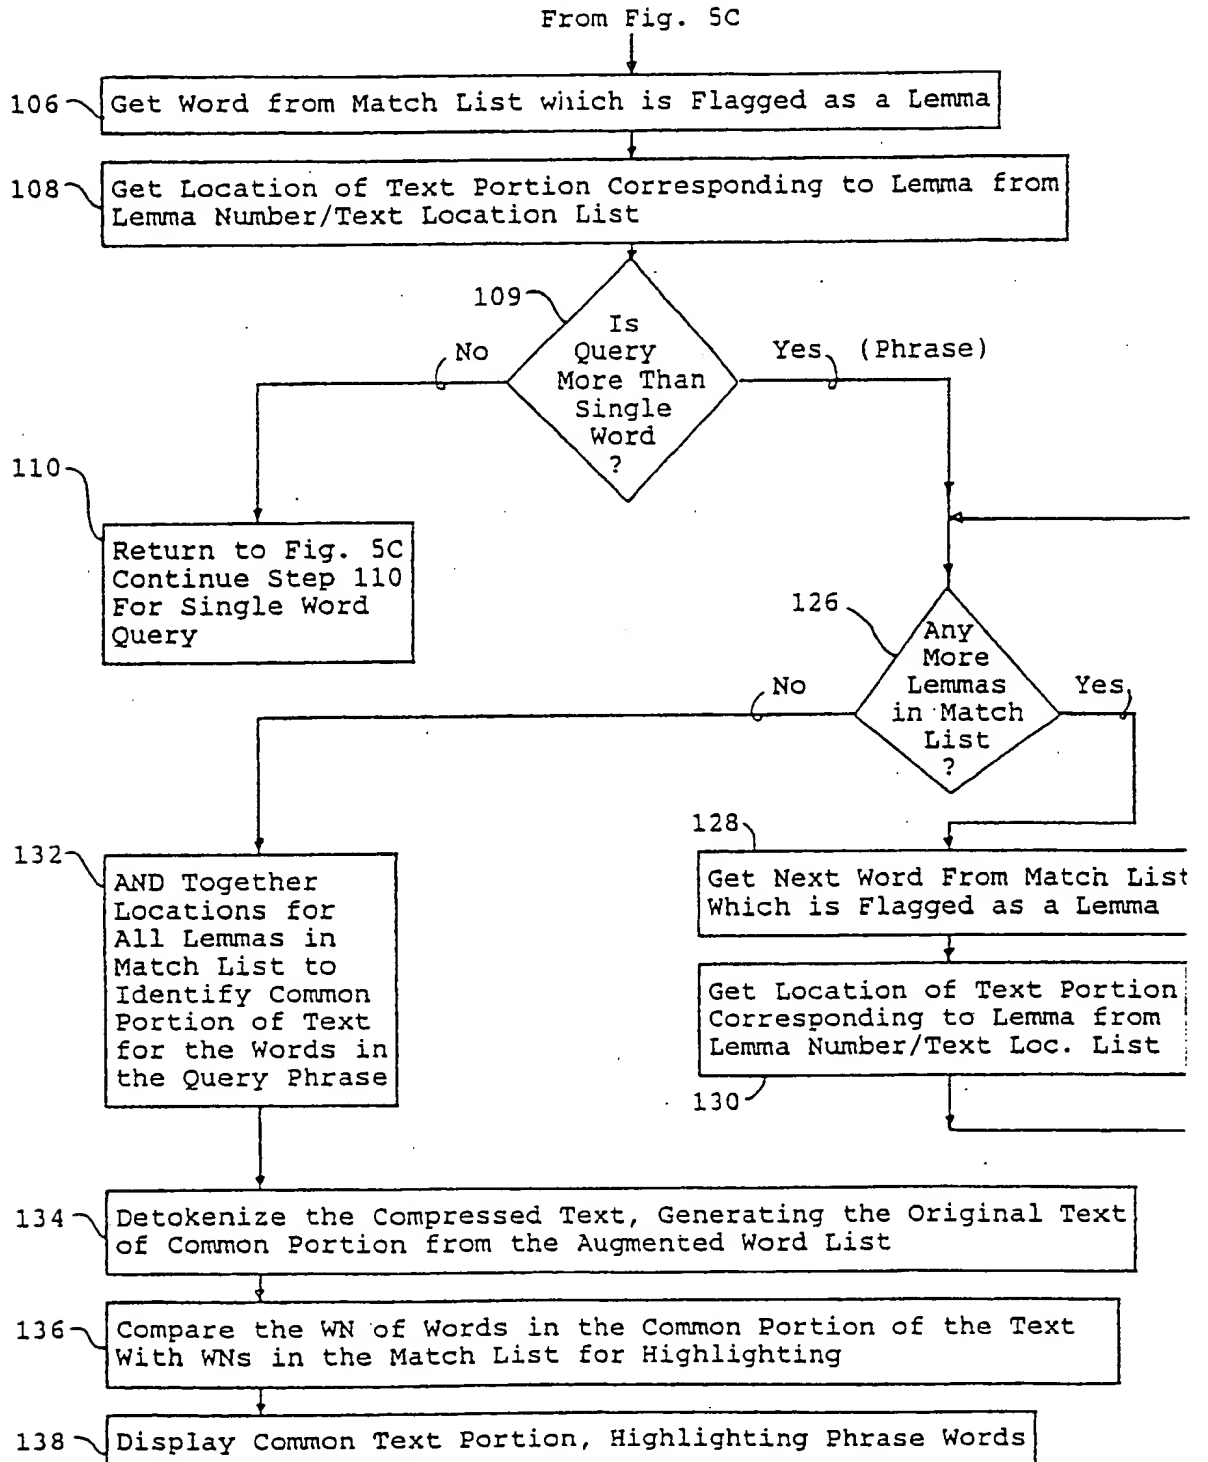 From Fig. 5C
106
Get Word from Match List which is Flagged as a Lemma
108
Get Location of Text Portion Corresponding to Lemma from
Lemma Number/Text Location List
109
Is
Query
More Than
Single
Word
?
No
Yes (Phrase)
110
Return to Fig. 5C
Continue Step 110
For Single Word
Query
126
Any
More
Lemmas
in Match
List
?
No
Yes
128
Get Next Word From Match List
Which is Flagged as a Lemma
132
AND Together
Locations for
All Lemmas in
Match List to
Identify Common
Portion of Text
for the Words in
the Query Phrase
Get Location of Text Portion
Corresponding to Lemma from
Lemma Number/Text Loc. List
130
134
Detokenize the Compressed Text, Generating the Original Text
of Common Portion from the Augmented Word List
136
Compare the WN of Words in the Common Portion of the Text
With WNs in the Match List for Highlighting
138
Display Common Text Portion, Highlighting Phrase Words